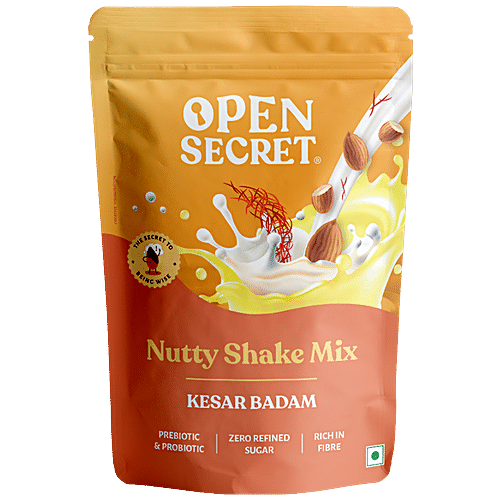 OPEN
SECRET®
THE SECRET TO
BEING WISE
Nutty Shake Mix
KESAR BADAM
PREBIOTIC
& PROBIOTIC
ZERO REFINED
SUGAR
RICH IN
FIBRE